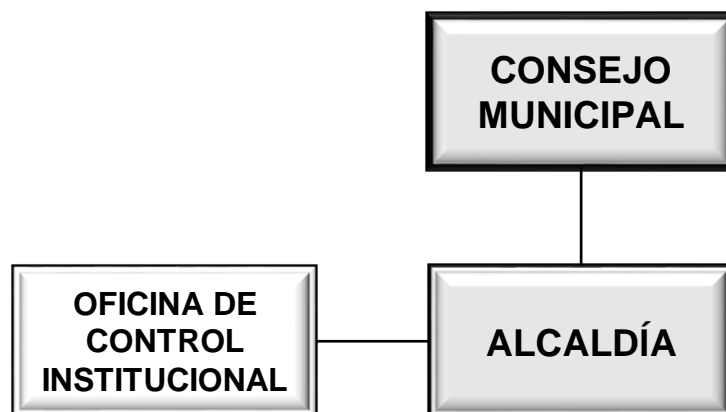 CONSEJO
MUNICIPAL
OFICINA DE
CONTROL
INSTITUCIONAL
ALCALDÍA